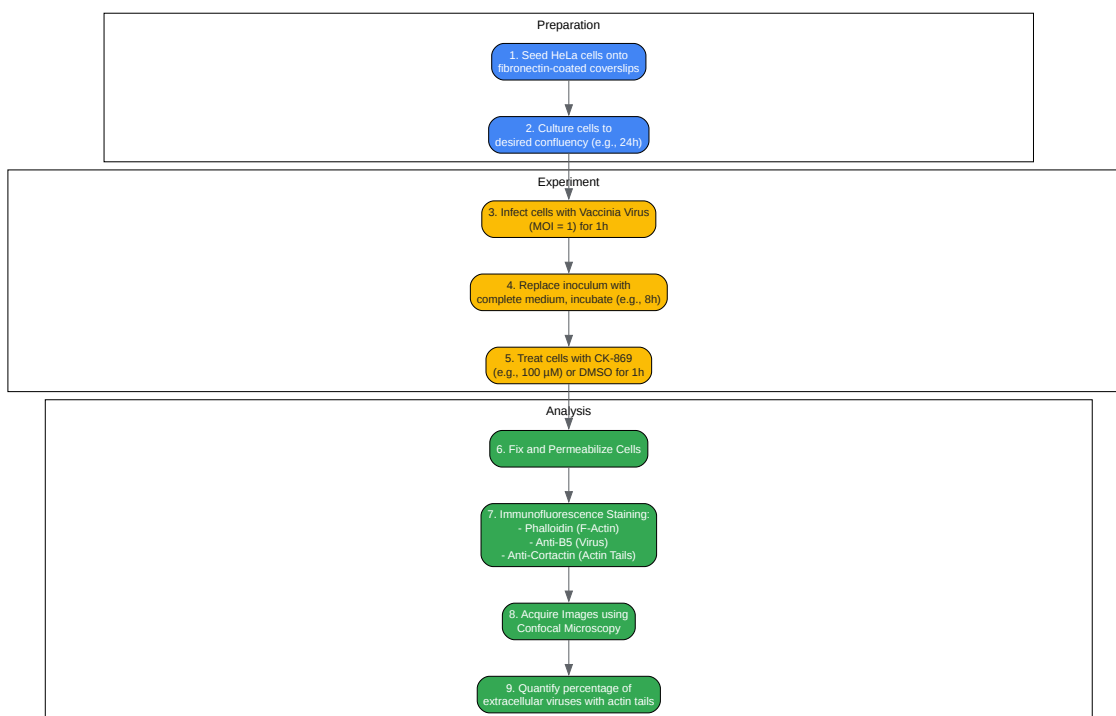 Preparation
1. Seed HeLa cells onto
fibronectin-coated coverslips
2. Culture cells to
desired confluency (e.g., 24h)
Experiment
3. Infect cells with Vaccinia Virus
(MOI = 1) for 1h
4. Replace inoculum with
complete medium, incubate (e.g., 8h)
5. Treat cells with CK-869
(e.g., 100 µM) or DMSO for 1h
Analysis
6. Fix and Permeabilize Cells
7. Immunofluorescence Staining:
- Phalloidin (F-Actin)
- Anti-B5 (Virus)
- Anti-Cortactin (Actin Tails)
8. Acquire Images using
Confocal Microscopy
9. Quantify percentage of
extracellular viruses with actin tails